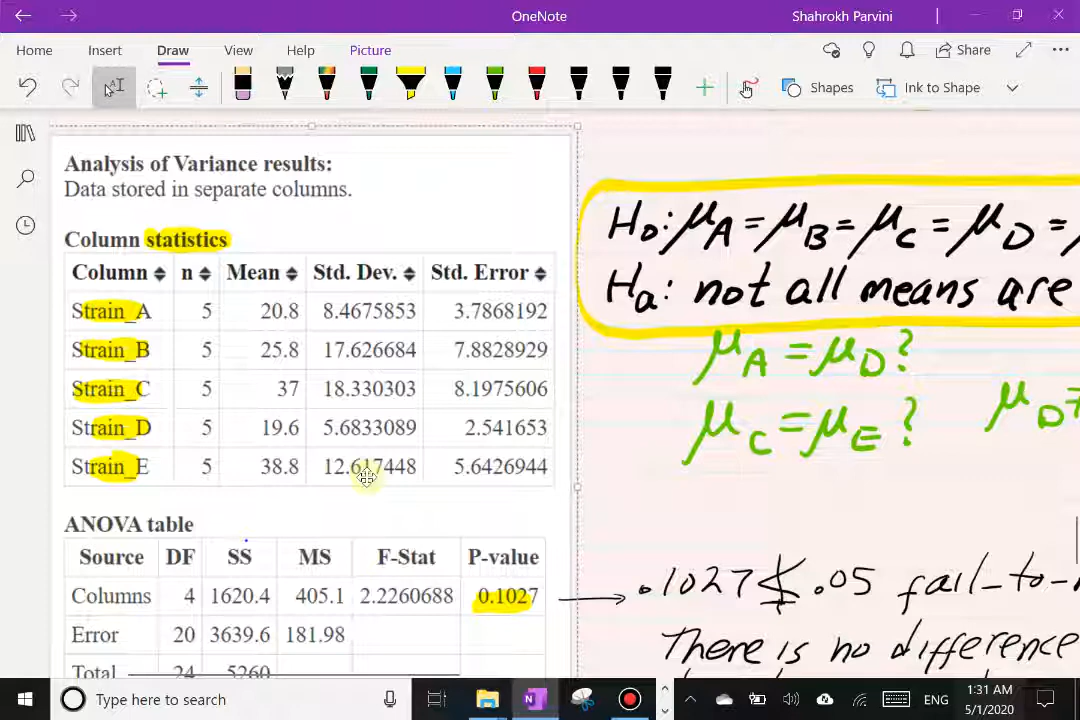 OneNote
Shahrokh Parvini
Home Insert Draw View Help Picture
Share
Shapes Ink to Shape
Analysis of Variance results:
Data stored in separate columns.
Column statistics
Column n Mean Std. Dev. Std. Error
Strain_A 5 20.8 8.4675853 3.7868192
Strain_B 5 25.8 17.626684 7.8828929
Strain_C 5 37 18.330303 8.1975606
Strain_D 5 19.6 5.6833089 2.541653
Strain_E 5 38.8 12.617448 5.6426944
ANOVA table
Source DF SS MS F-Stat P-value
Columns 4 1620.4 405.1 2.2260688 0.1027
Error 20 3639.6 181.98
Total 24 5260
H₀: μA = μB = μC = μD =
Ha: not all means are
μA = μD?
μC = μE?
μD =
.1027 ≰ .05 fail-to-
There is no difference
Type here to search
ENG
1:31 AM
5/1/2020